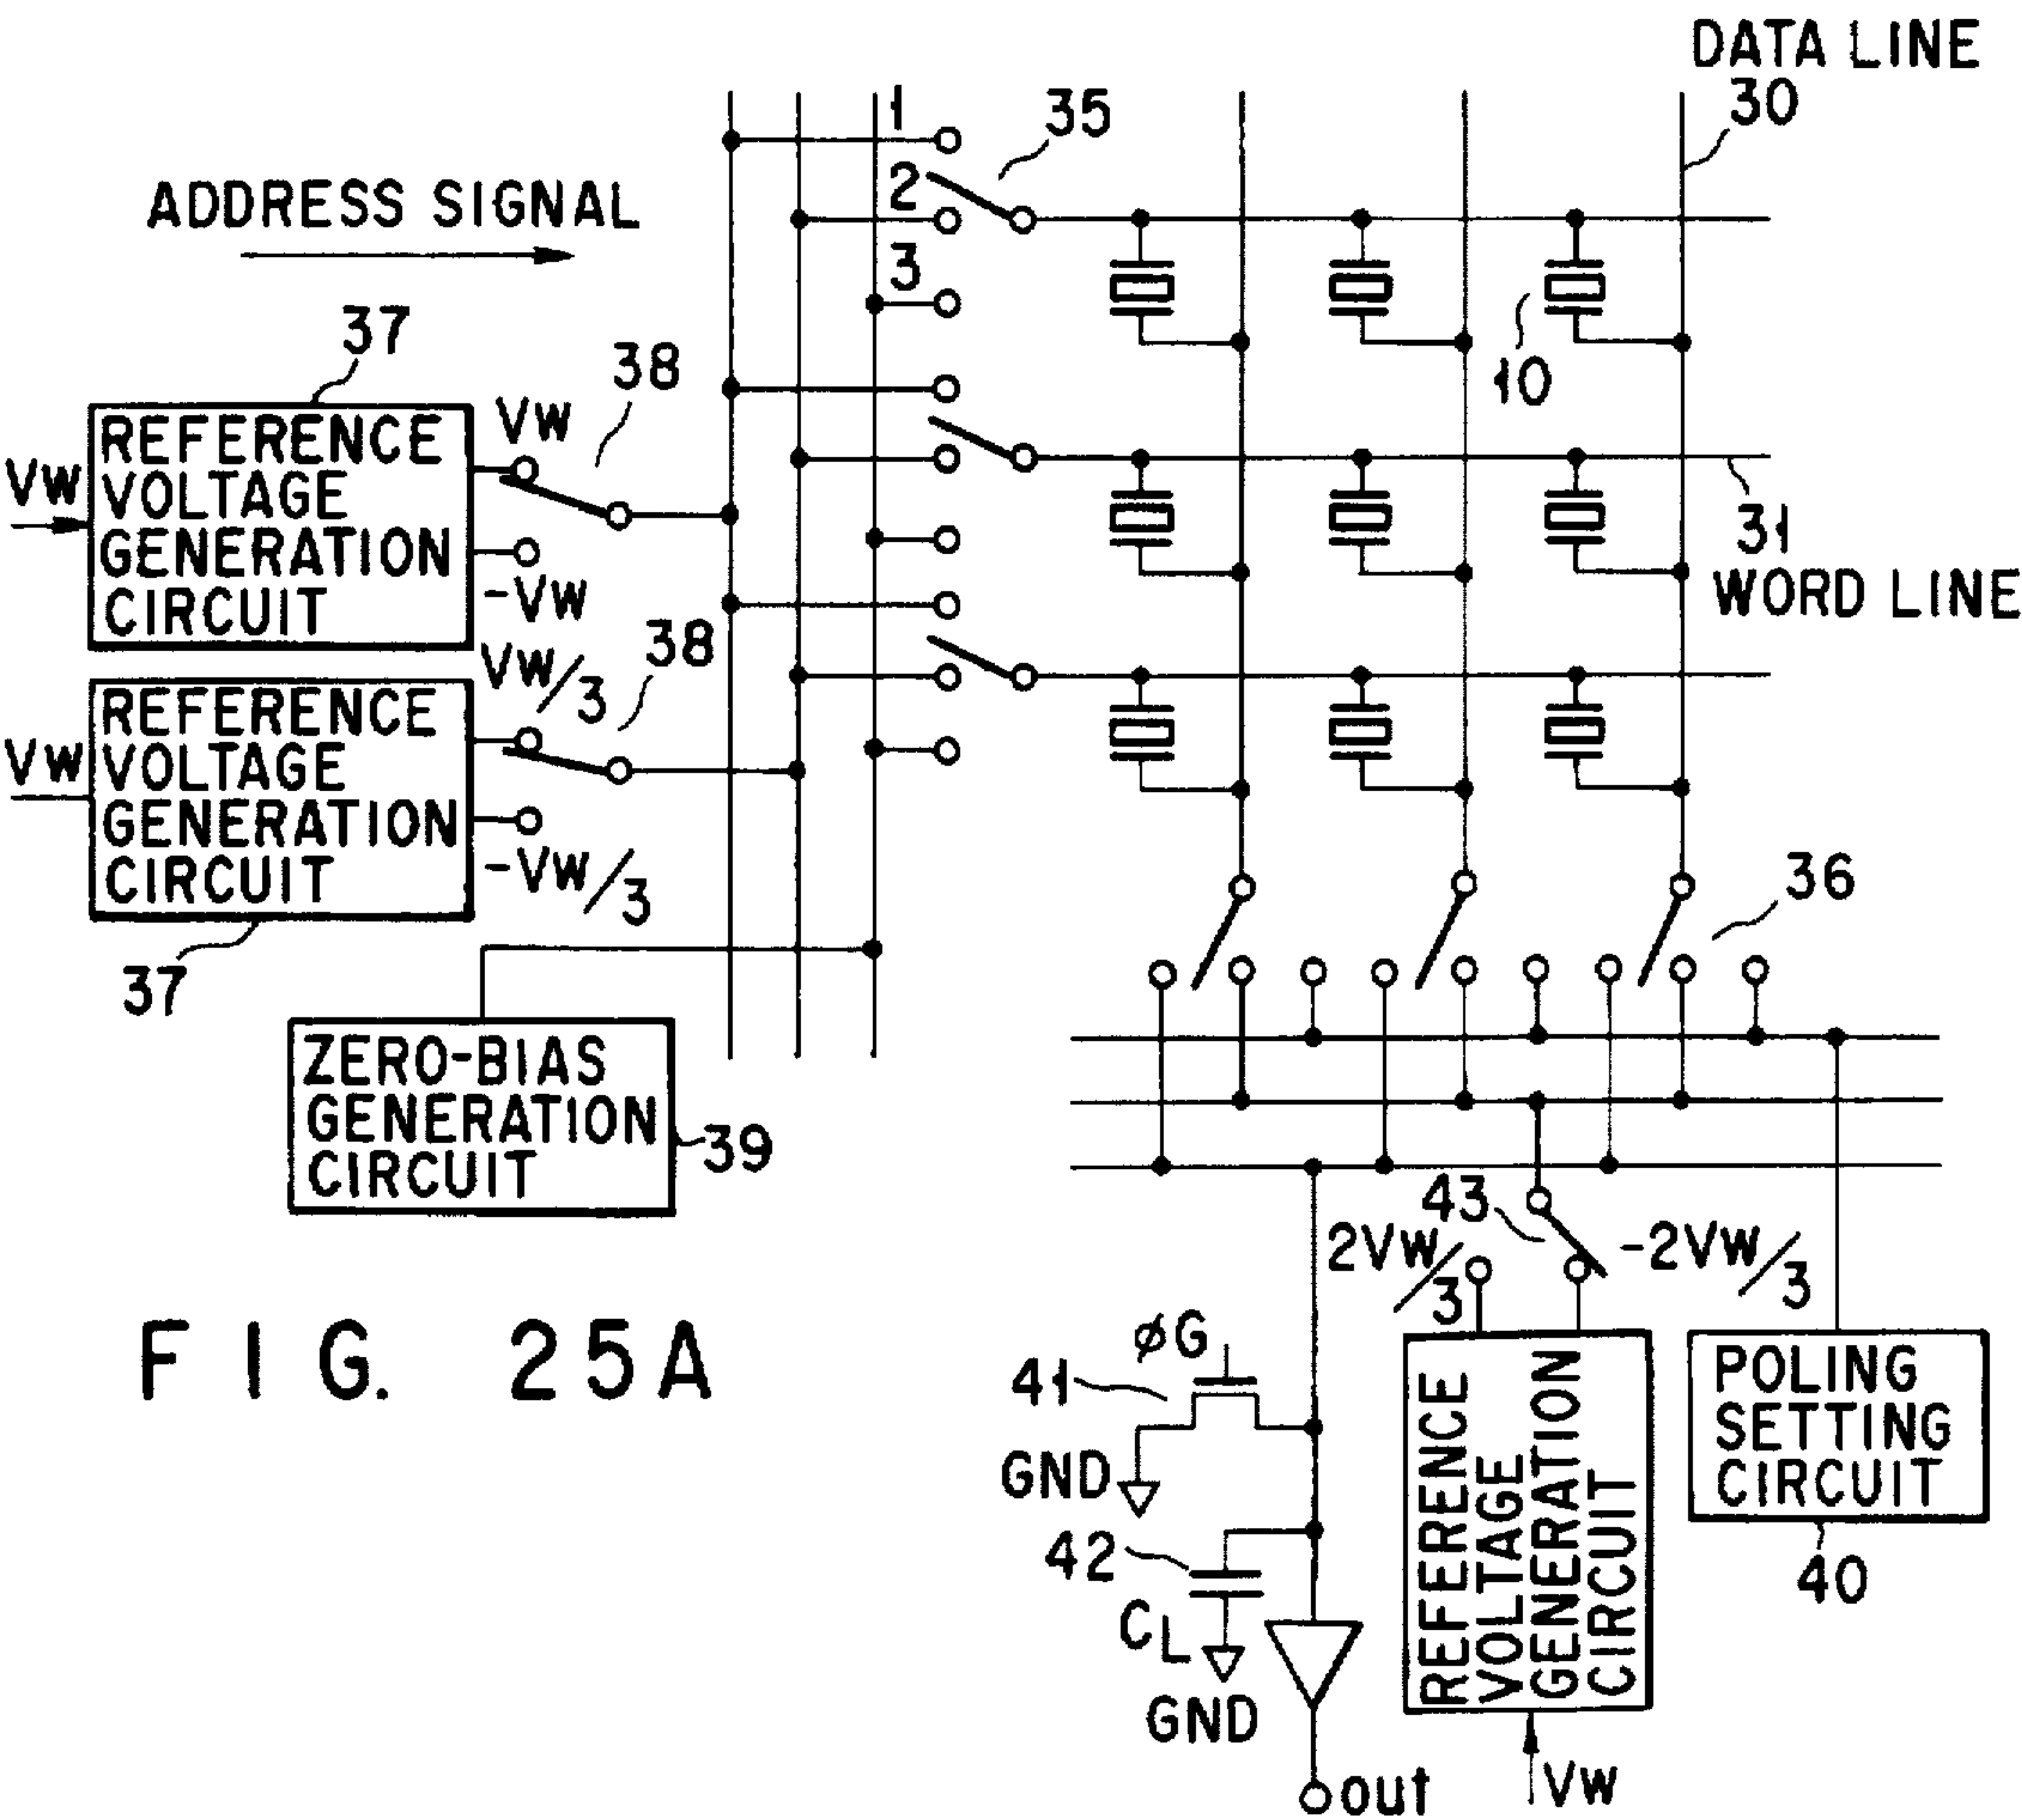 DATA LINE
30
1
35
2
3
ADDRESS SIGNAL
10
37
38
REFERENCE
VOLTAGE
GENERATION
CIRCUIT
Vw
Vw
-Vw
31
WORD LINE
38
Vw/3
REFERENCE
VOLTAGE
GENERATION
CIRCUIT
Vw
-Vw/3
37
36
ZERO-BIAS
GENERATION
CIRCUIT
39
43
2Vw/3
-2Vw/3
FIG. 25A
φG
41
GND
42
CL
GND
out
REFERENCE
VOLTAGE
GENERATION
CIRCUIT
Vw
POLING
SETTING
CIRCUIT
40